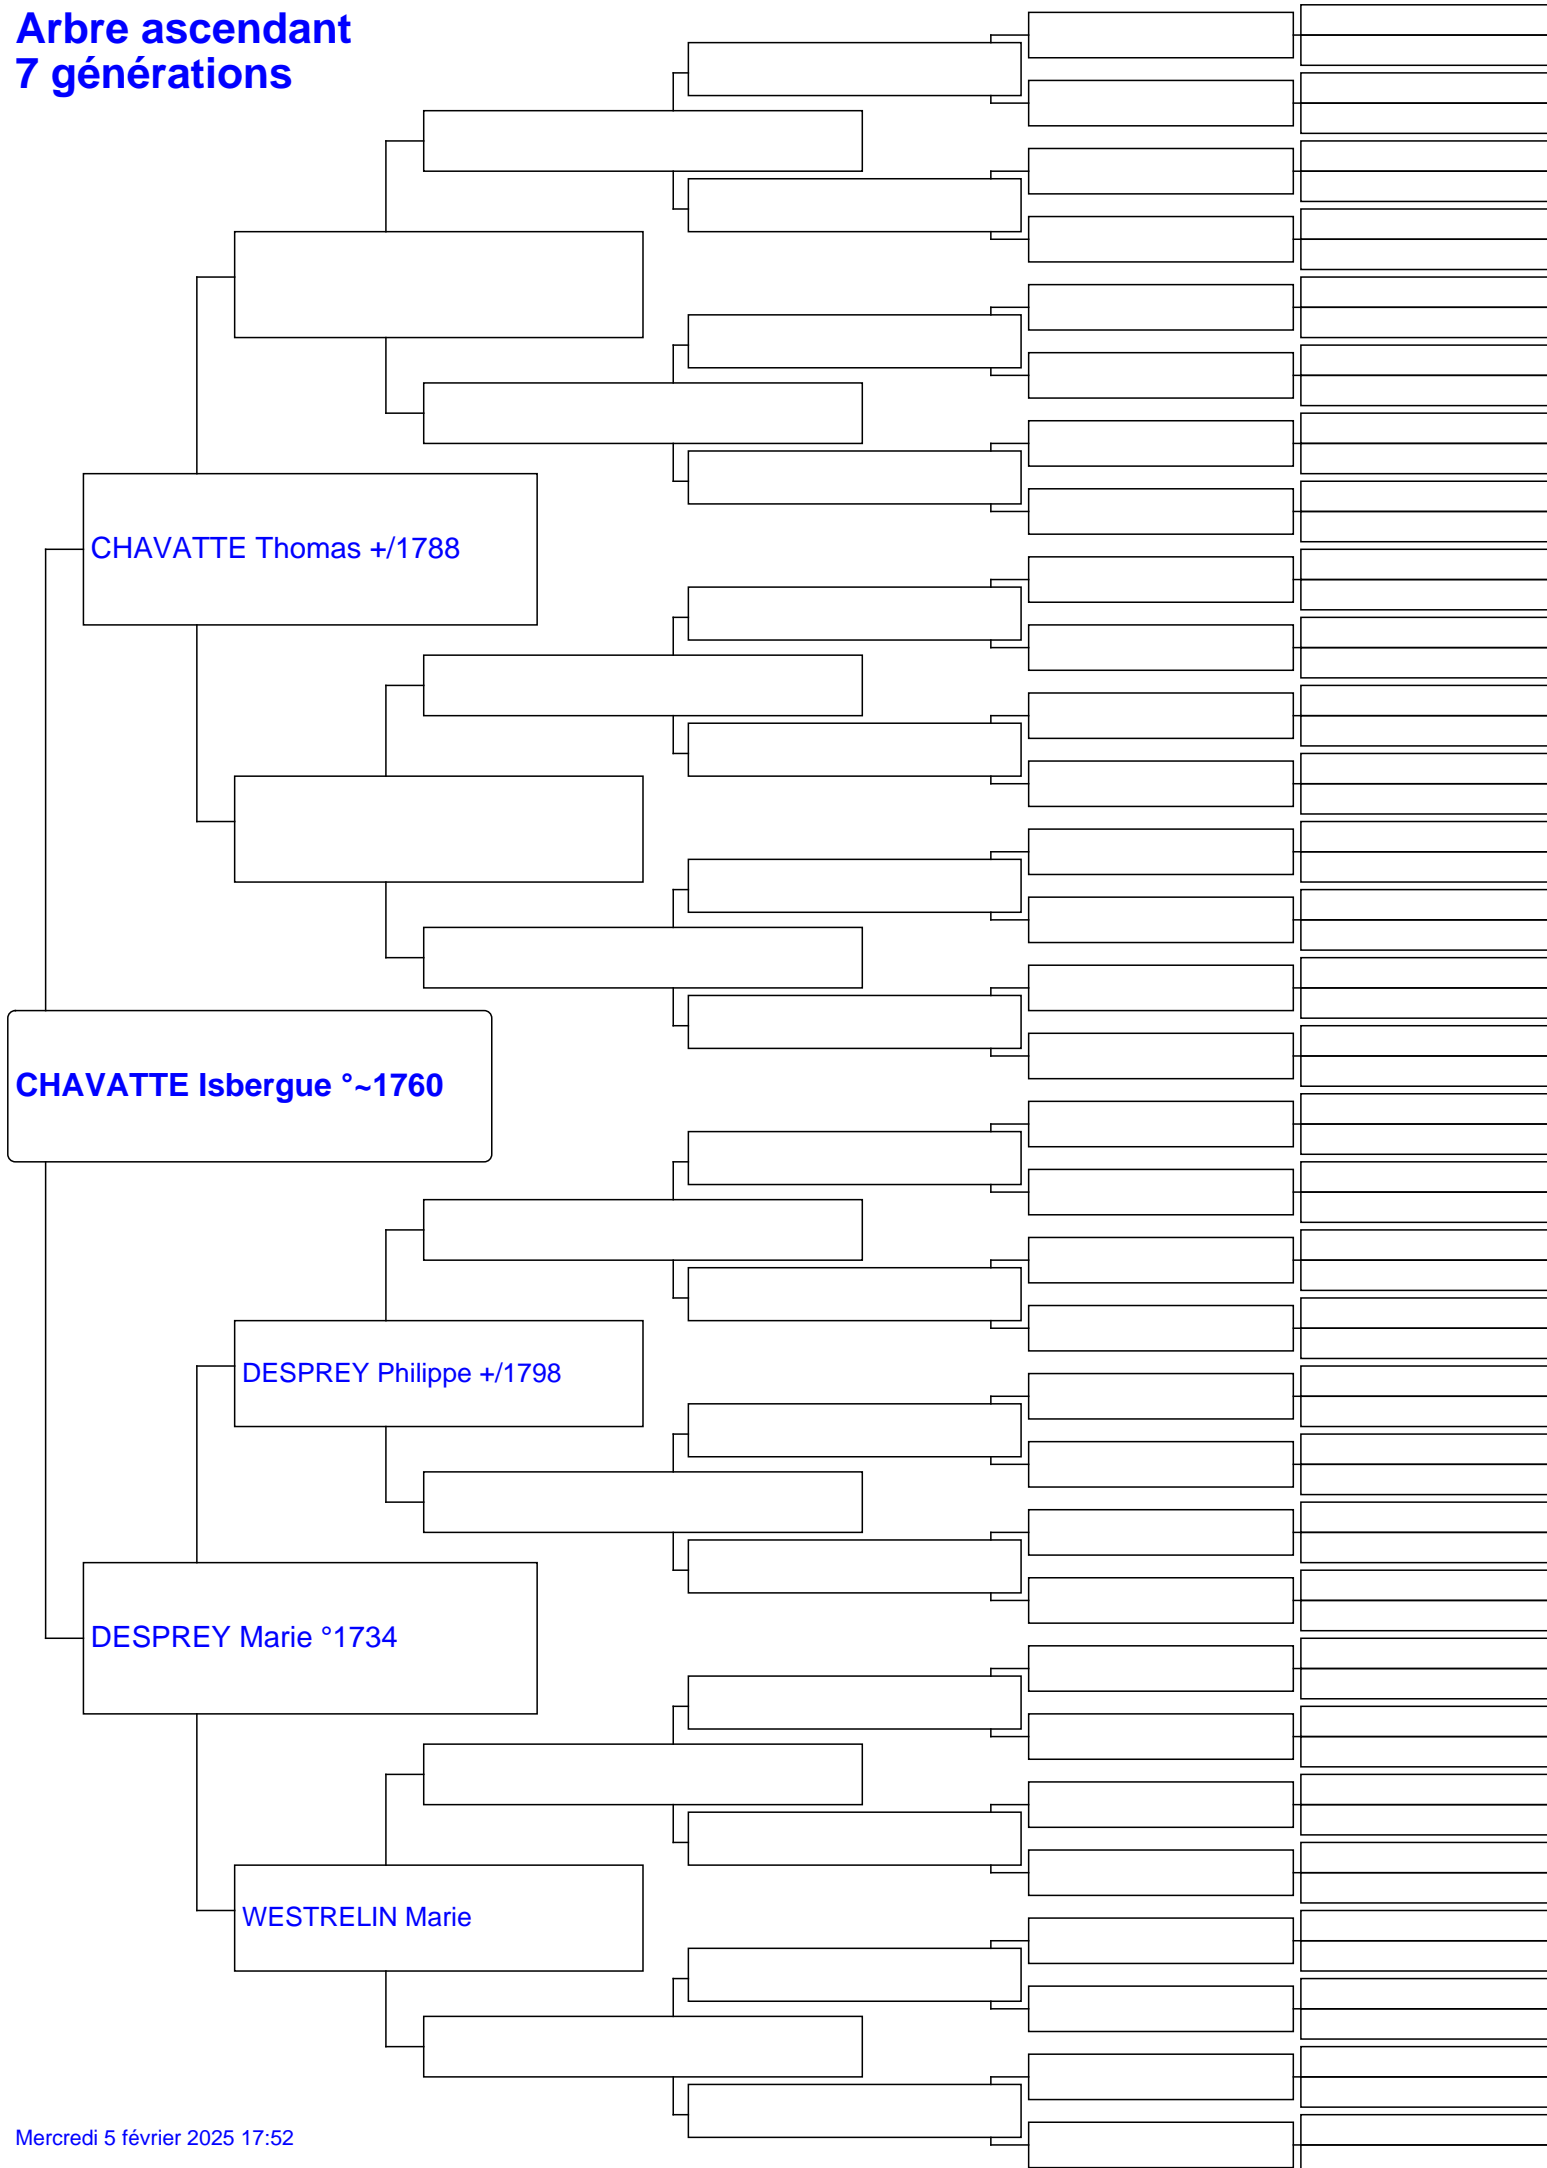 Arbre ascendant
7 générations
CHAVATTE Thomas +/1788
CHAVATTE Isbergue °~1760
DESPREY Philippe +/1798
DESPREY Marie °1734
WESTRELIN Marie
Mercredi 5 février 2025 17:52